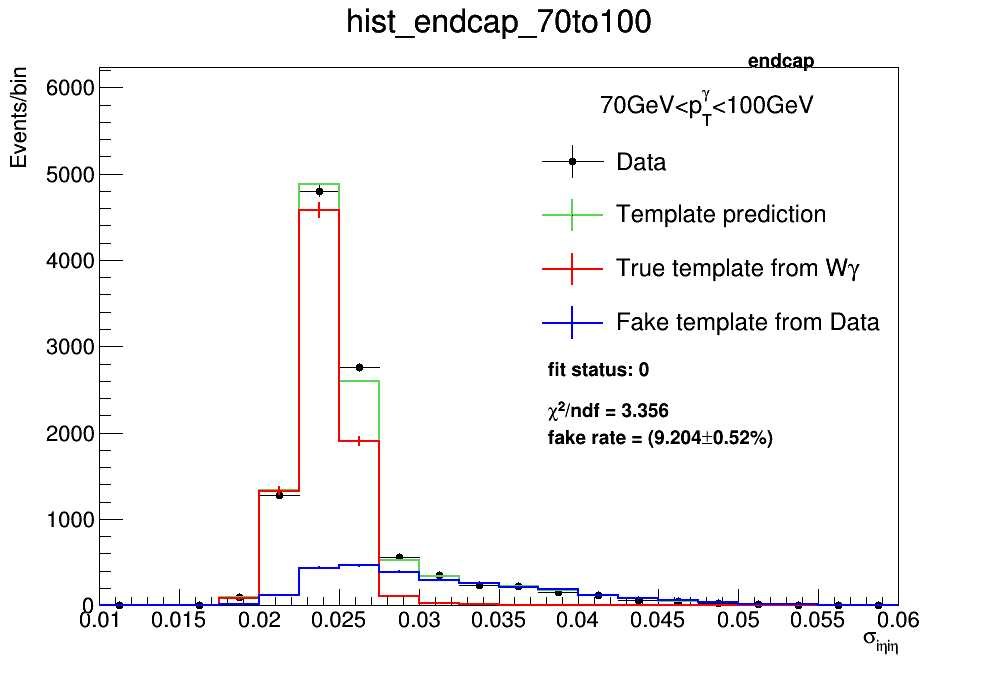 hist_endcap_70to100
endcap
Events/bin
70GeV<p_T^γ<100GeV
Data
Template prediction
True template from Wγ
Fake template from Data
fit status: 0
χ²/ndf = 3.356
fake rate = (9.204±0.52%)
6000
5000
4000
3000
2000
1000
0
0.01 0.015 0.02 0.025 0.03 0.035 0.04 0.045 0.05 0.055 0.06
σ_iηiη